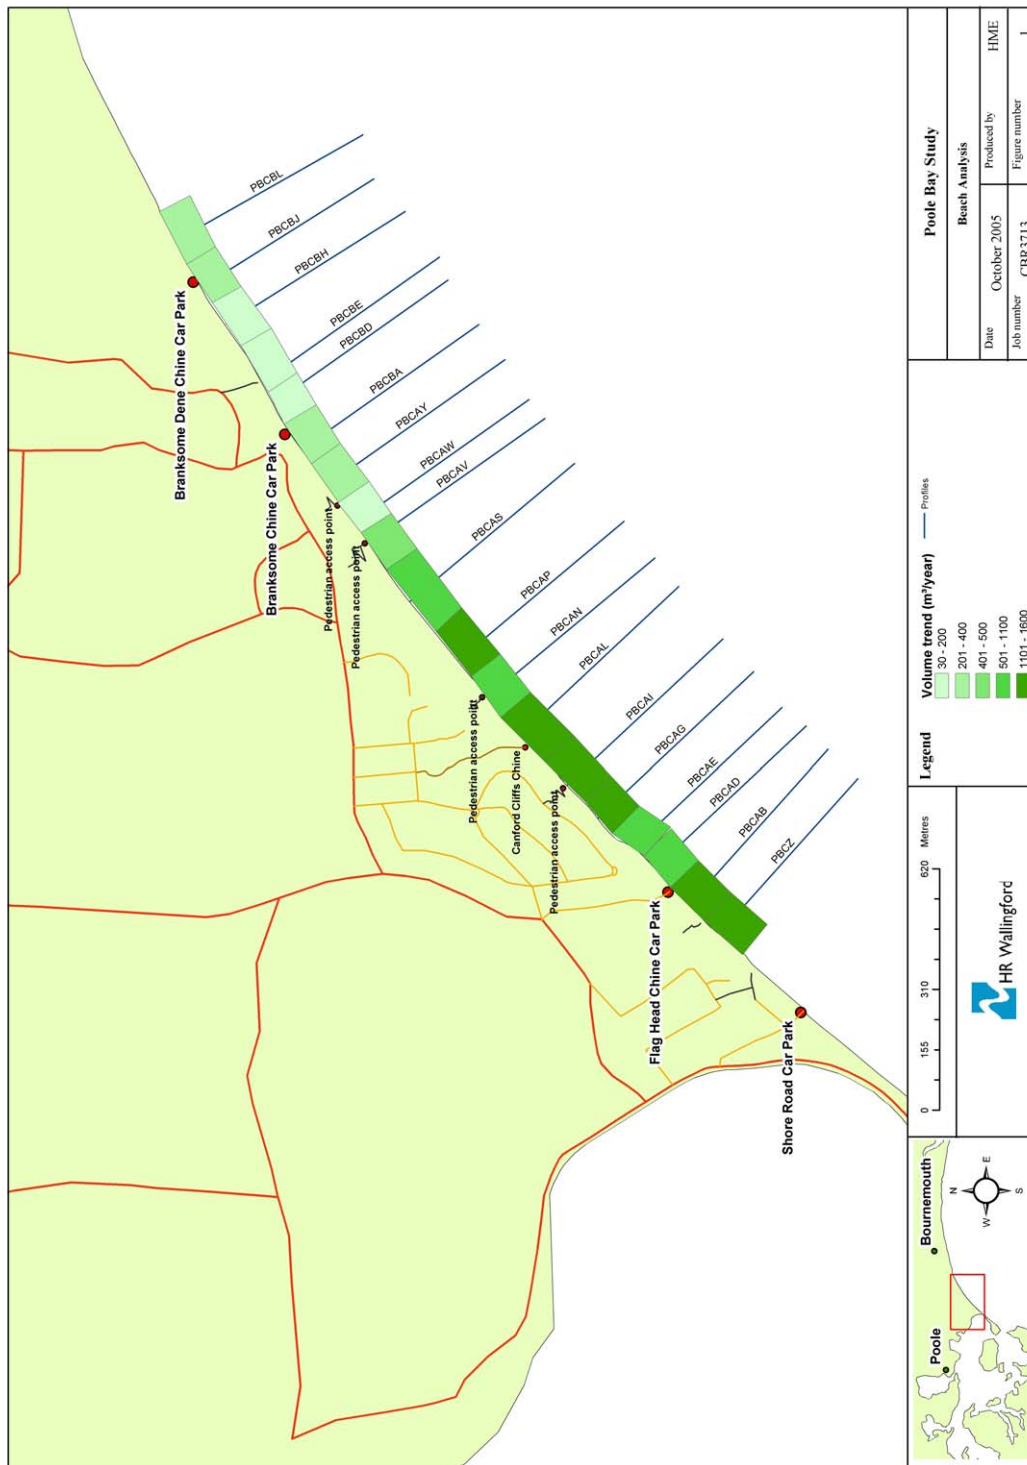 Branksome Dene Chine Car Park
Branksome Chine Car Park
Pedestrian access point
Pedestrian access point
Pedestrian access point
Canford Cliffs Chine
Pedestrian access point
Flag Head Chine Car Park
Shore Road Car Park
PBCBL
PBCBJ
PBCBH
PBCBE
PBCBD
PBCBA
PBCAY
PBCAW
PBCAV
PBCAS
PBCAP
PBCAN
PBCAL
PBCAI
PBCAG
PBCAE
PBCAD
PBCAB
PBCZ
Poole
Bournemouth
N
W
E
S
0 155 310 620
Metres
HR Wallingford
Legend
Volume trend (m³/year)
Profiles
30 - 200
201 - 400
401 - 500
501 - 1100
1101 - 1600
Poole Bay Study
Beach Analysis
Date October 2005
Produced by HME
Job number CBR3713
Figure number 1